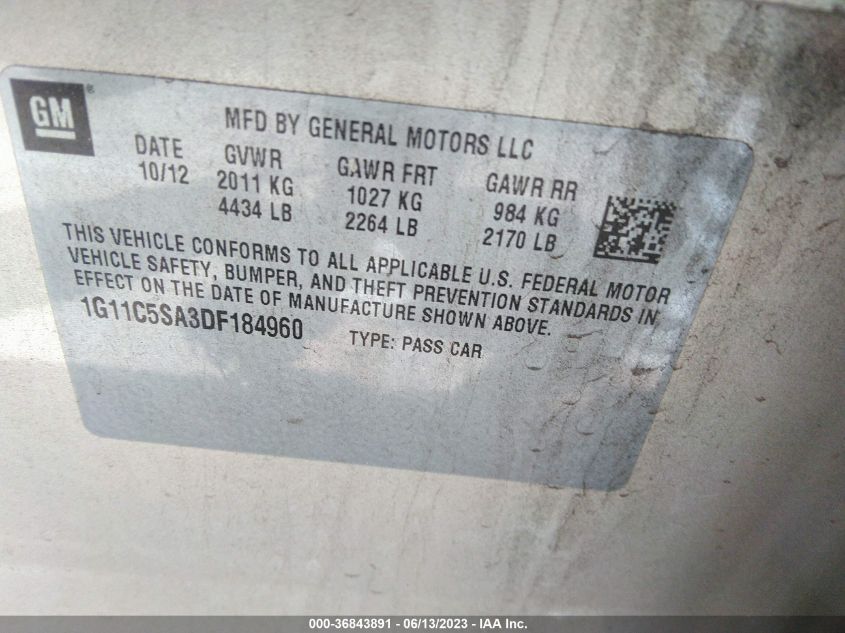 GM®
MFD BY GENERAL MOTORS LLC
DATE GVWR GAWR FRT GAWR RR
10/12 2011 KG 1027 KG 984 KG
4434 LB 2264 LB 2170 LB
THIS VEHICLE CONFORMS TO ALL APPLICABLE U.S. FEDERAL MOTOR
VEHICLE SAFETY, BUMPER, AND THEFT PREVENTION STANDARDS IN
EFFECT ON THE DATE OF MANUFACTURE SHOWN ABOVE.
1G11C5SA3DF184960 TYPE: PASS CAR
000-36843891 - 06/13/2023 - IAA Inc.